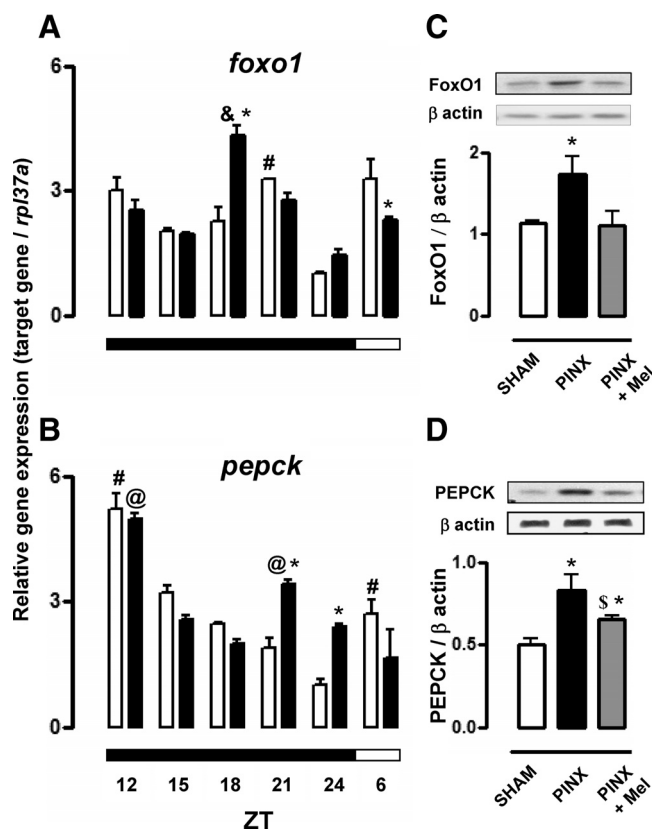 A
foxo1
6
3
0
& *
#
*
Relative gene expression (target gene / rpl37a)
B
pepck
6
3
0
#
@
@ *
*
#
12 15 18 21 24 6
ZT
C
FoxO1
β actin
FoxO1 / β actin
2
1
0
*
SHAM
PINX
PINX
+ Mel
D
PEPCK
β actin
PEPCK / β actin
1.0
0.5
0.0
*
$ *
SHAM
PINX
PINX
+ Mel